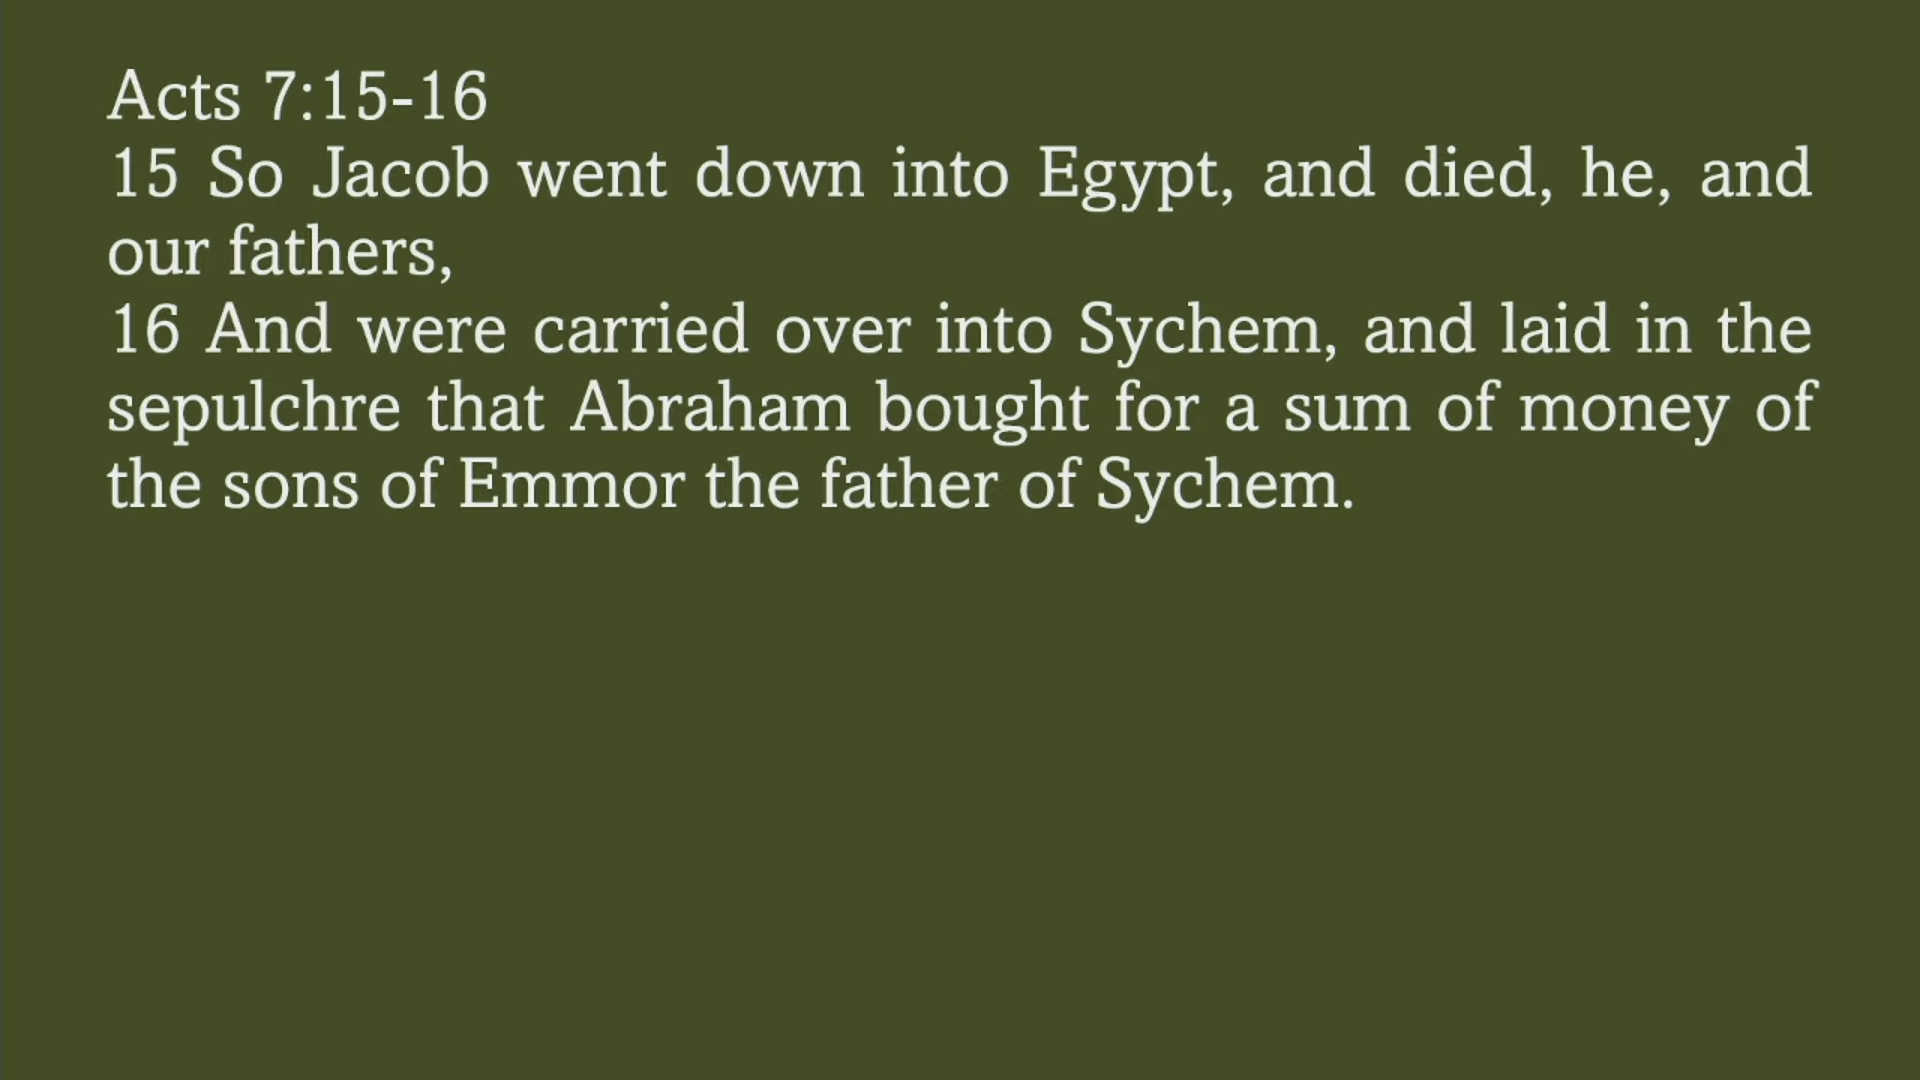 Acts 7:15-16
15 So Jacob went down into Egypt, and died, he, and
our fathers,
16 And were carried over into Sychem, and laid in the
sepulchre that Abraham bought for a sum of money of
the sons of Emmor the father of Sychem.